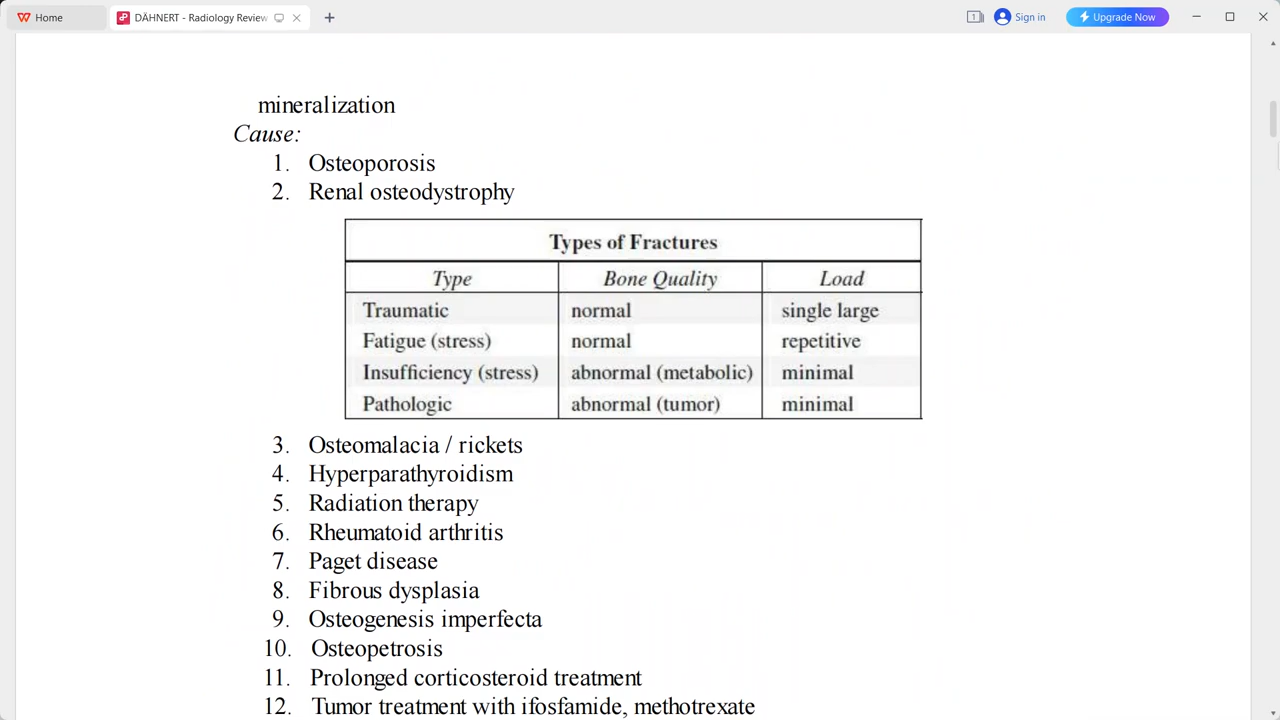 Home
DÄHNERT - Radiology Review
1
Sign in
Upgrade Now
mineralization
Cause:
1. Osteoporosis
2. Renal osteodystrophy
Types of Fractures
Type Bone Quality Load
Traumatic normal single large
Fatigue (stress) normal repetitive
Insufficiency (stress) abnormal (metabolic) minimal
Pathologic abnormal (tumor) minimal
3. Osteomalacia / rickets
4. Hyperparathyroidism
5. Radiation therapy
6. Rheumatoid arthritis
7. Paget disease
8. Fibrous dysplasia
9. Osteogenesis imperfecta
10. Osteopetrosis
11. Prolonged corticosteroid treatment
12. Tumor treatment with ifosfamide, methotrexate